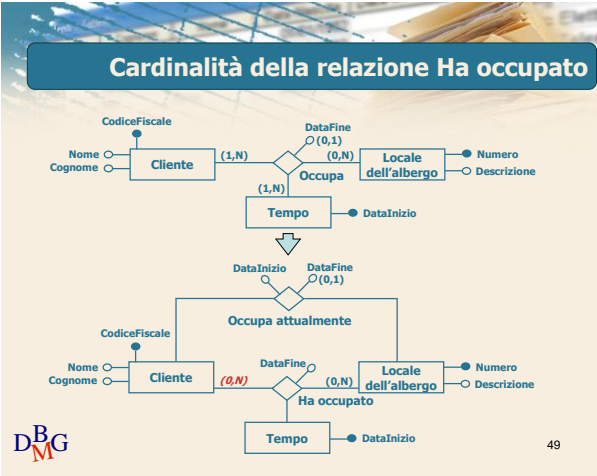 Cardinalità della relazione Ha occupato
CodiceFiscale
DataFine
(0,1)
Nome
Cognome
Cliente
(1,N)
(0,N)
Occupa
Locale
dell'albergo
Numero
Descrizione
(1,N)
Tempo
DataInizio
DataInizio
DataFine
(0,1)
Occupa attualmente
CodiceFiscale
DataFine
Nome
Cognome
Cliente
(0,N)
(0,N)
Ha occupato
Locale
dell'albergo
Numero
Descrizione
Tempo
DataInizio
DBMG
49